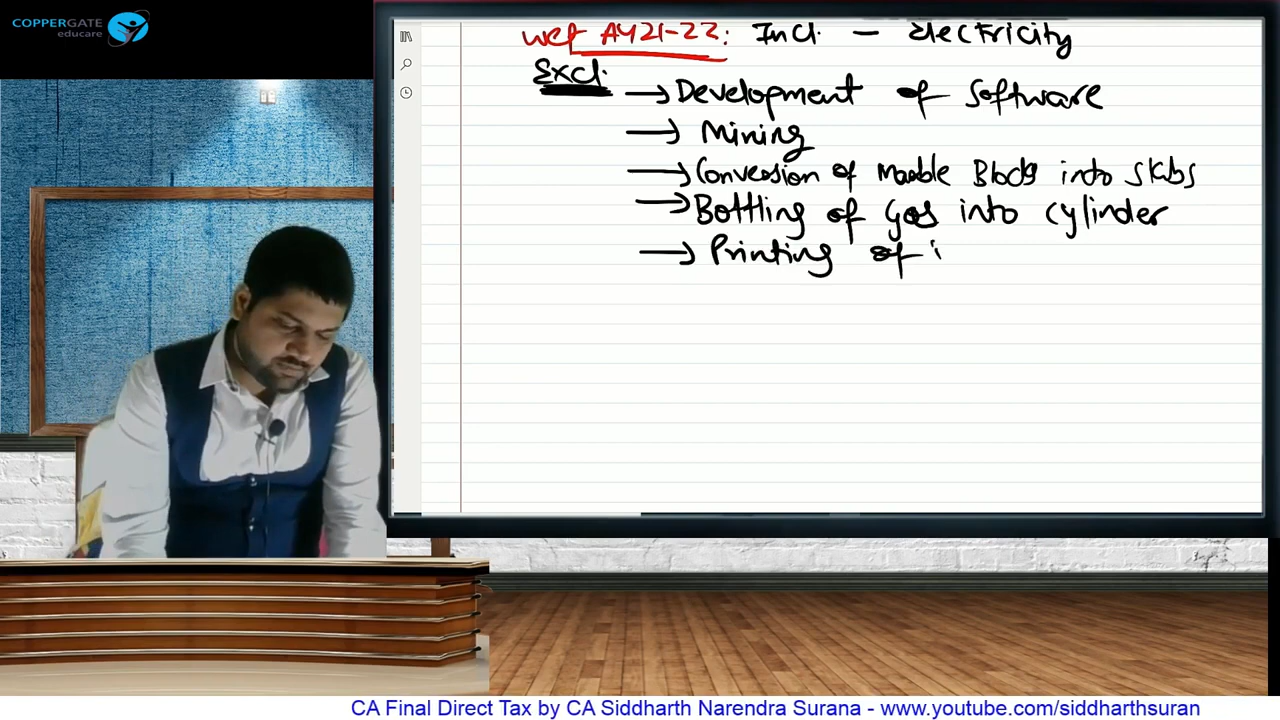 COPPERGATE
educare
wef AY21-22: Incl. – Electricity
Excl.
→ Development of Software
→ Mining
→ Conversion of Marble Blocks into Slabs
→ Bottling of gas into cylinder
→ Printing of
CA Final Direct Tax by CA Siddharth Narendra Surana - www.youtube.com/siddharthsuran